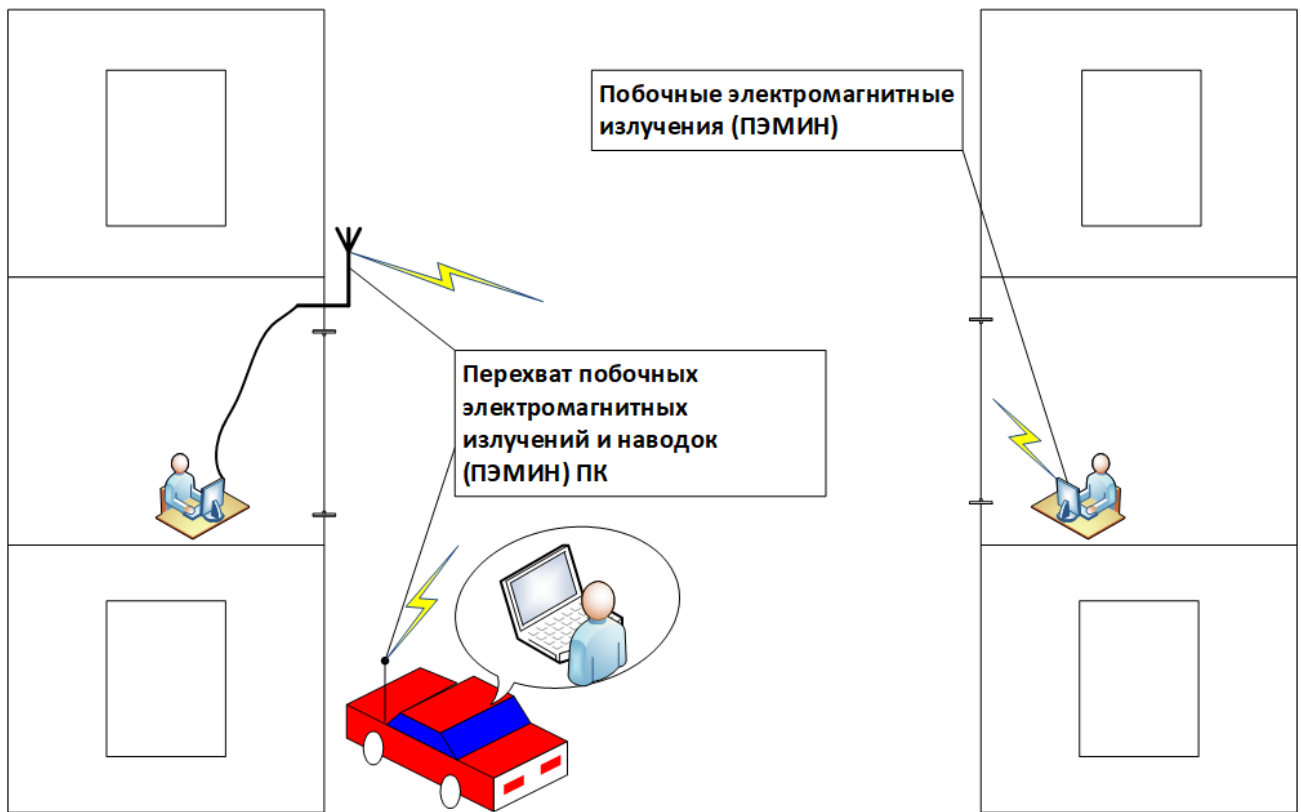 Побочные электромагнитные
излучения (ПЭМИН)
Перехват побочных
электромагнитных
излучений и наводок
(ПЭМИН) ПК